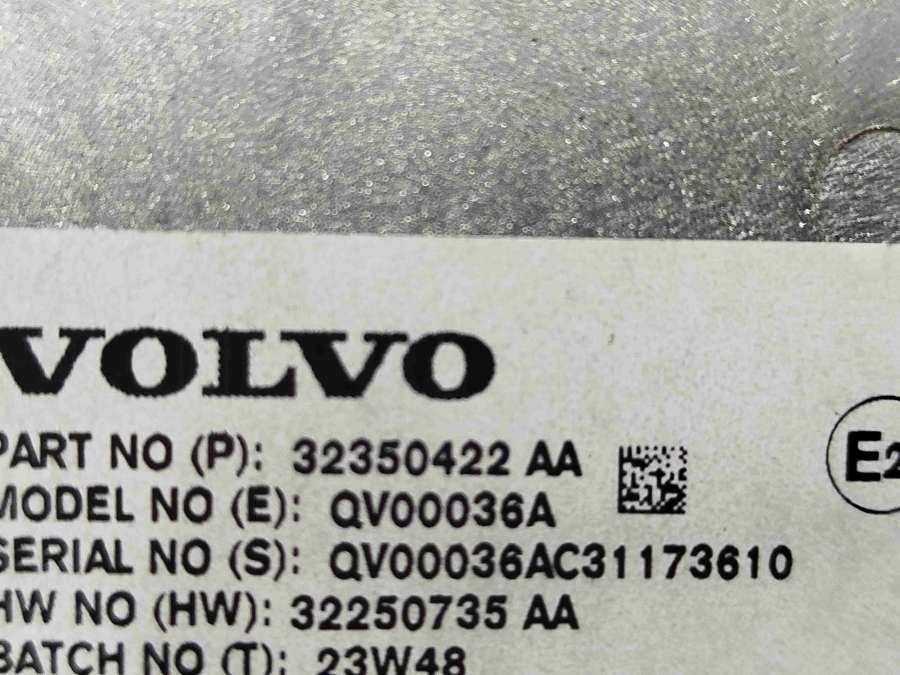 VOLVO
PART NO (P): 32350422 AA
MODEL NO (E): QV00036A
E2
SERIAL NO (S): QV00036AC31173610
HW NO (HW): 32250735 AA
BATCH NO (T): 23W48